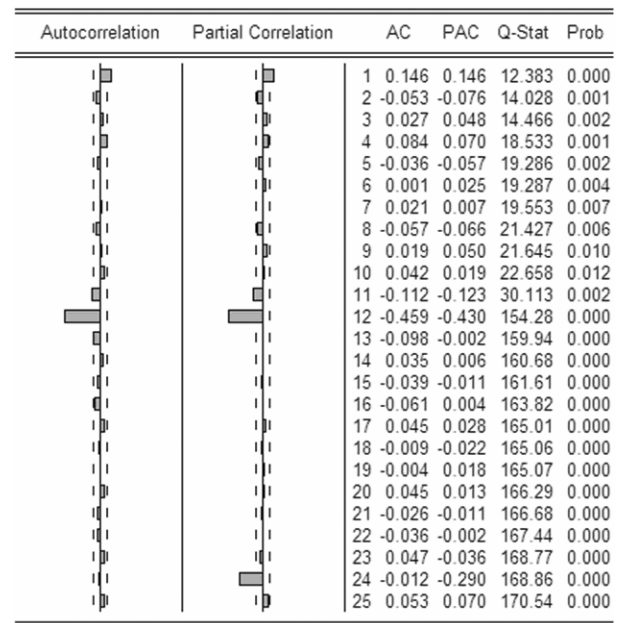 Autocorrelation Partial Correlation AC PAC Q-Stat Prob
1 0.146 0.146 12.383 0.000
2 -0.053 -0.076 14.028 0.001
3 0.027 0.048 14.466 0.002
4 0.084 0.070 18.533 0.001
5 -0.036 -0.057 19.286 0.002
6 0.001 0.025 19.287 0.004
7 0.021 0.007 19.553 0.007
8 -0.057 -0.066 21.427 0.006
9 0.019 0.050 21.645 0.010
10 0.042 0.019 22.658 0.012
11 -0.112 -0.123 30.113 0.002
12 -0.459 -0.430 154.28 0.000
13 -0.098 -0.002 159.94 0.000
14 0.035 0.006 160.68 0.000
15 -0.039 -0.011 161.61 0.000
16 -0.061 0.004 163.82 0.000
17 0.045 0.028 165.01 0.000
18 -0.009 -0.022 165.06 0.000
19 -0.004 0.018 165.07 0.000
20 0.045 0.013 166.29 0.000
21 -0.026 -0.011 166.68 0.000
22 -0.036 -0.002 167.44 0.000
23 0.047 -0.036 168.77 0.000
24 -0.012 -0.290 168.86 0.000
25 0.053 0.070 170.54 0.000